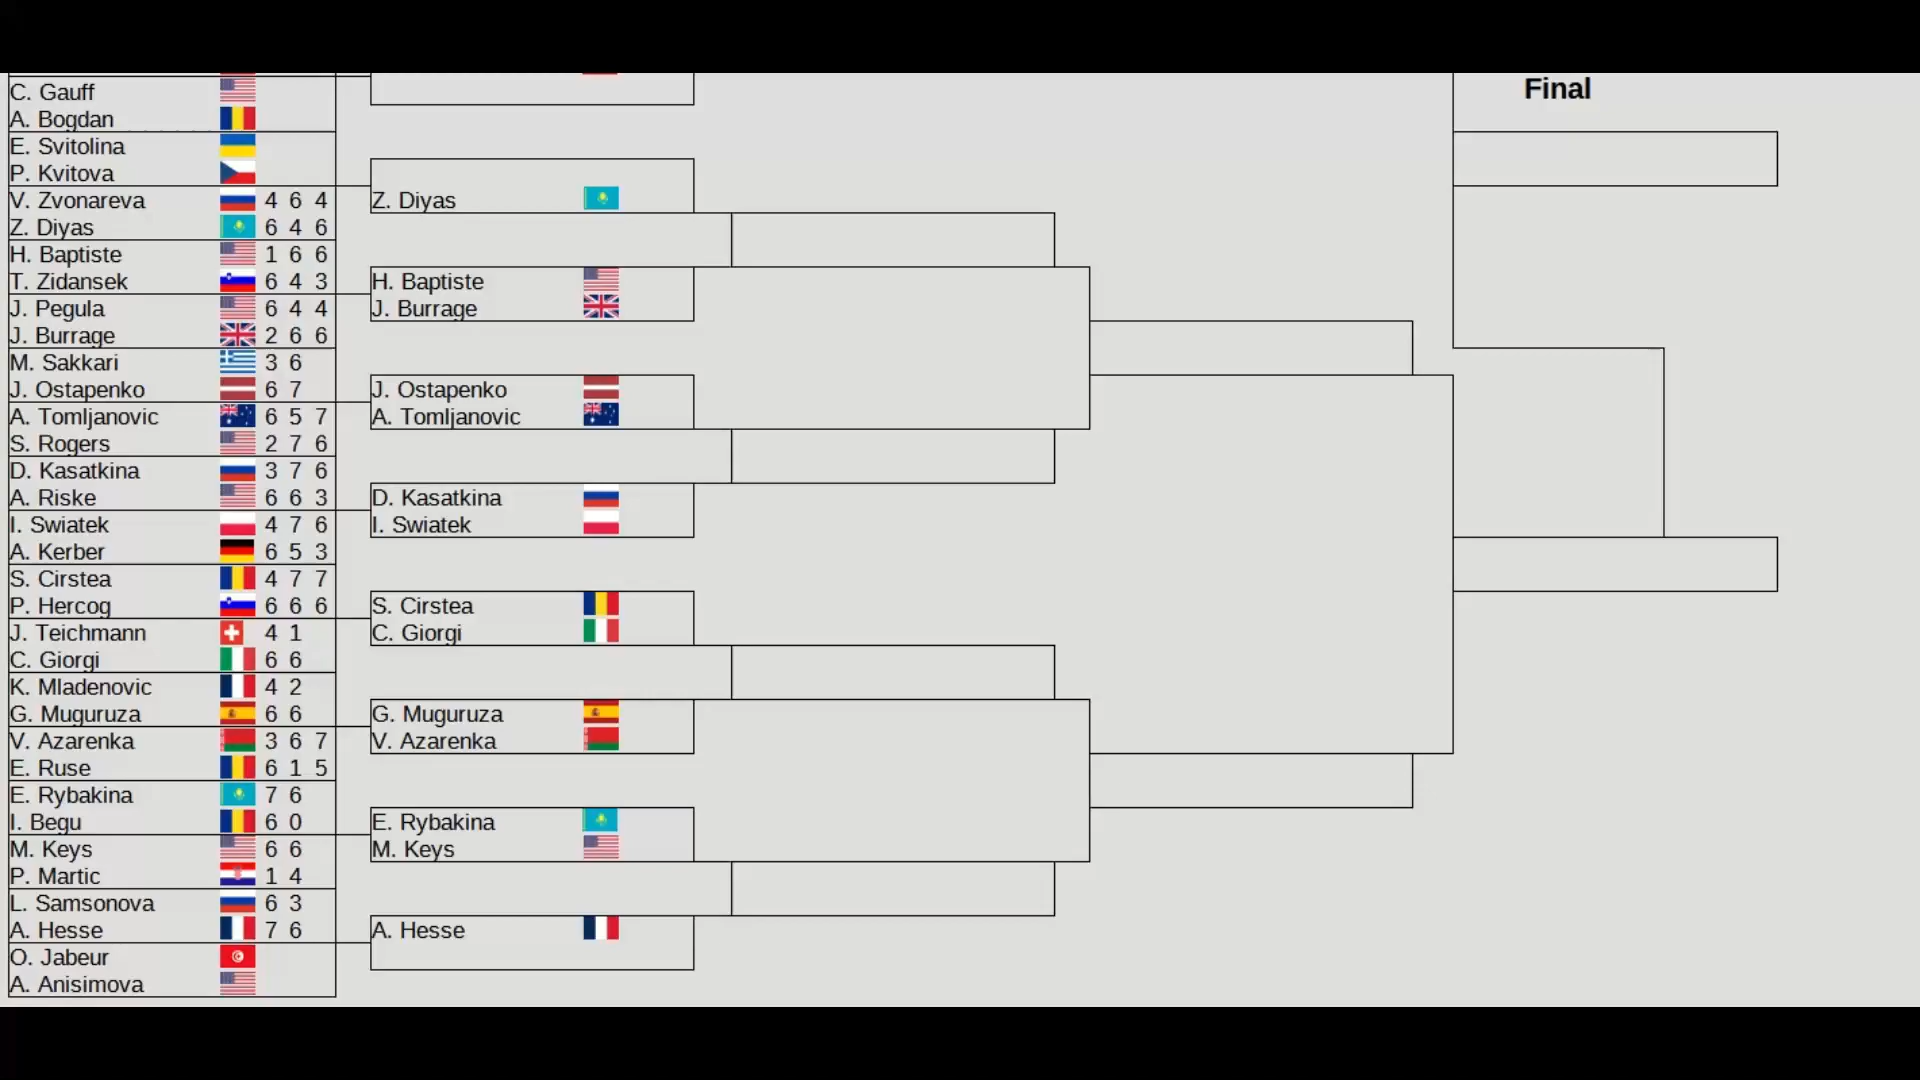 Final
C. Gauff
A. Bogdan
E. Svitolina
P. Kvitova
V. Zvonareva 4 6 4
Z. Diyas 6 4 6
H. Baptiste 1 6 6
T. Zidansek 6 4 3
J. Pegula 6 4 4
J. Burrage 2 6 6
M. Sakkari 3 6
J. Ostapenko 6 7
A. Tomljanovic 6 5 7
S. Rogers 2 7 6
D. Kasatkina 3 7 6
A. Riske 6 6 3
I. Swiatek 4 7 6
A. Kerber 6 5 3
S. Cirstea 4 7 7
P. Hercog 6 6 6
J. Teichmann 4 1
C. Giorgi 6 6
K. Mladenovic 4 2
G. Muguruza 6 6
V. Azarenka 3 6 7
E. Ruse 6 1 5
E. Rybakina 7 6
I. Begu 6 0
M. Keys 6 6
P. Martic 1 4
L. Samsonova 6 3
A. Hesse 7 6
O. Jabeur
A. Anisimova
Z. Diyas
H. Baptiste
J. Burrage
J. Ostapenko
A. Tomljanovic
D. Kasatkina
I. Swiatek
S. Cirstea
C. Giorgi
G. Muguruza
V. Azarenka
E. Rybakina
M. Keys
A. Hesse